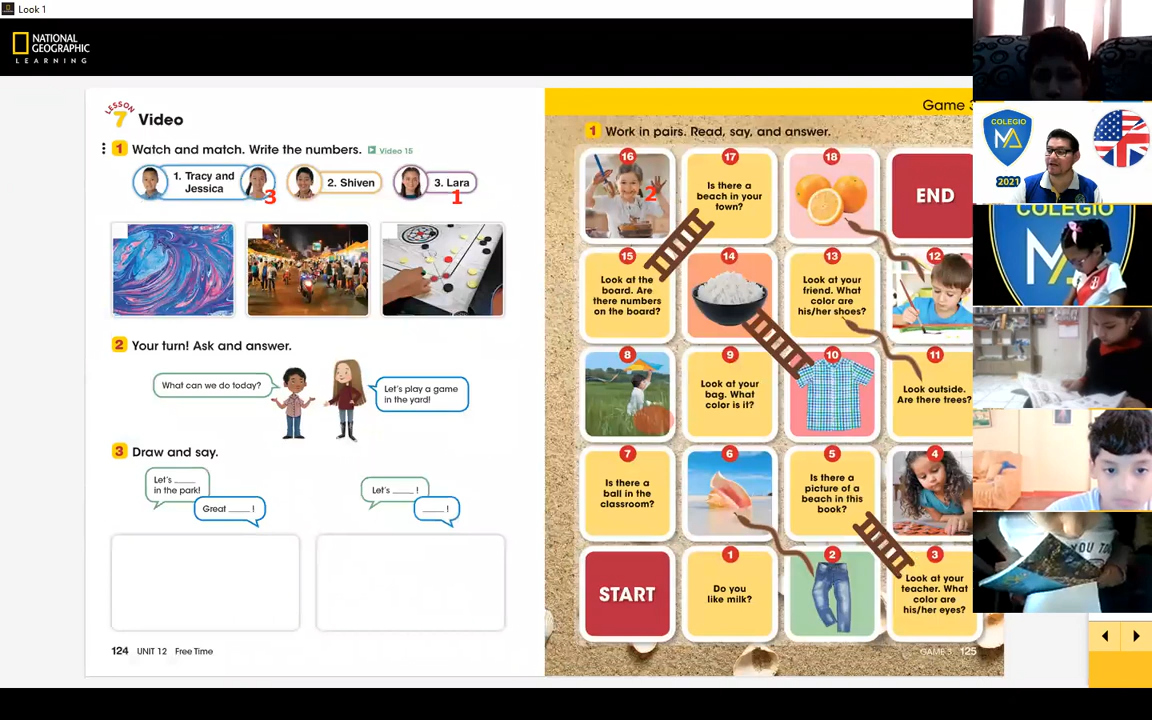 Look 1
NATIONAL
GEOGRAPHIC
LEARNING
LESSON
7 Video
1 Watch and match. Write the numbers. Video 15
1. Tracy and
Jessica
2. Shiven
3. Lara
3
1
2 Your turn! Ask and answer.
What can we do today?
Let's play a game
in the yard!
3 Draw and say.
Let's ____
in the park!
Great ____ !
Let's ____ !
____ !
124 UNIT 12 Free Time
Game 3
1 Work in pairs. Read, say, and answer.
16
2
17
Is there a
beach in your
town?
18
END
15
Look at the
board. Are
there numbers
on the board?
14
13
Look at your
friend. What
color are
his/her shoes?
12
8
9
Look at your
bag. What
color is it?
10
11
Look outside.
Are there trees?
7
Is there a
ball in the
classroom?
6
5
Is there a
picture of a
beach in this
book?
4
START
1
Do you
like milk?
2
3
Look at your
teacher. What
color are
his/her eyes?
GAME 3 125
COLEGIO
MA
2021
COLEGIO
YOU TO